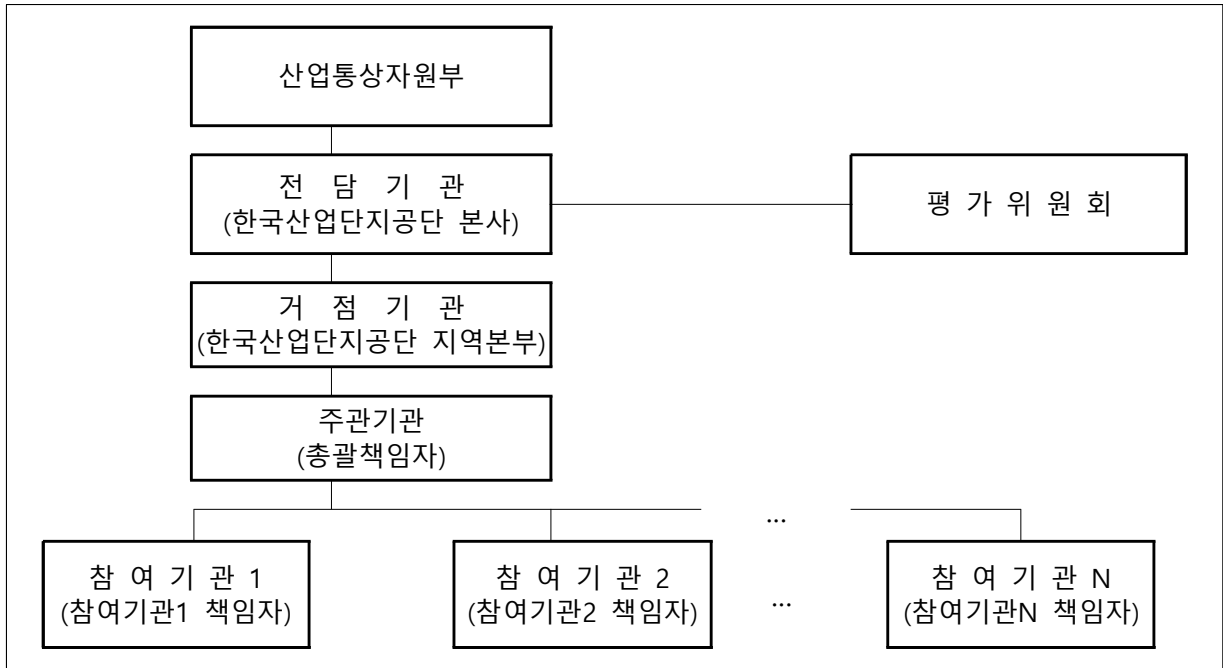 산업통상자원부
전 담 기 관
(한국산업단지공단 본사)
평 가 위 원 회
거 점 기 관
(한국산업단지공단 지역본부)
주관기관
(총괄책임자)
...
참 여 기 관 1
(참여기관1 책임자)
참 여 기 관 2
(참여기관2 책임자)
...
참 여 기 관 N
(참여기관N 책임자)